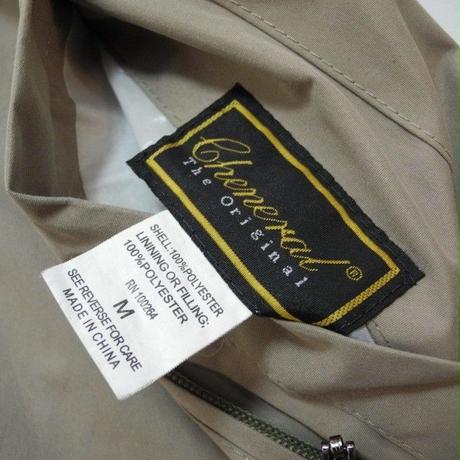 Cheneral®
The Original
SHELL:100%POLYESTER
LINING OR FILLING:
100%POLYESTER
RN 100264
M
SEE REVERSE FOR CARE
MADE IN CHINA